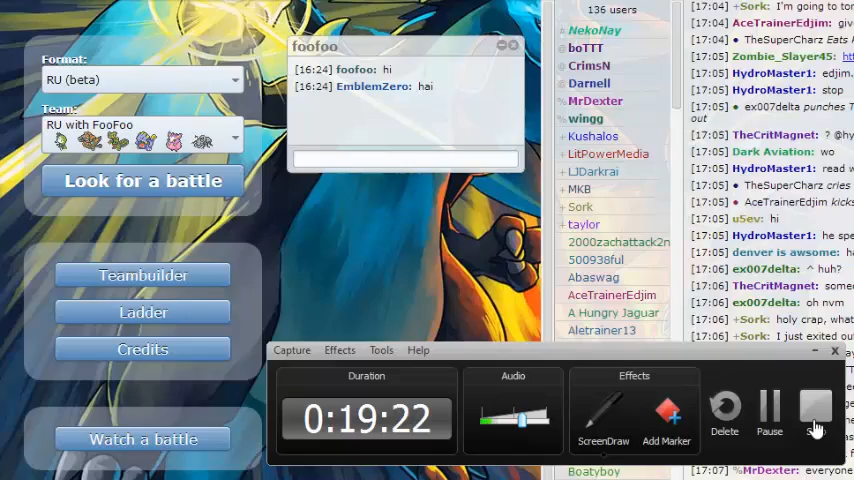 Format:
RU (beta)
Team:
RU with FooFoo
Look for a battle
Teambuilder
Ladder
Credits
Watch a battle
foofoo
[16:24] foofoo: hi
[16:24] EmblemZero: hai
136 users
NekoNay
@ boTTT
@ CrimsN
@ Darnell
% MrDexter
% wingg
+ Kushalos
+ LitPowerMedia
+ LJDarkrai
+ MKB
+ Sork
+ taylor
2000zachattack2n
500938ful
Abaswag
AceTrainerEdjim
A Hungry Jaguar
Aletrainer13
Boatyboy
[17:04] +Sork: I'm going to to
[17:04] AceTrainerEdjim: give
[17:04] • TheSuperCharz Eats
[17:04] Zombie_Slayer45: htt
[17:05] HydroMaster1: edjim.
[17:05] HydroMaster1: stop
[17:05] • ex007delta punches T
out
[17:05] TheCritMagnet: ? @hy
[17:05] Dark Aviation: wo
[17:05] HydroMaster1: read w
[17:05] • TheSuperCharz cries
[17:05] • AceTrainerEdjim kicks
[17:05] uSev: hi
[17:05] HydroMaster1: he spe
[17:05] denver is awsome: ha
[17:06] ex007delta: ^ huh?
[17:06] TheCritMagnet: some
[17:06] ex007delta: oh nvm
[17:06] +Sork: holy crap, what
[17:06] +Sork: I just exited out
[17:07] %MrDexter: everyone
Capture Effects Tools Help
Duration
0:19:22
Audio
Effects
ScreenDraw
Add Marker
Delete
Pause